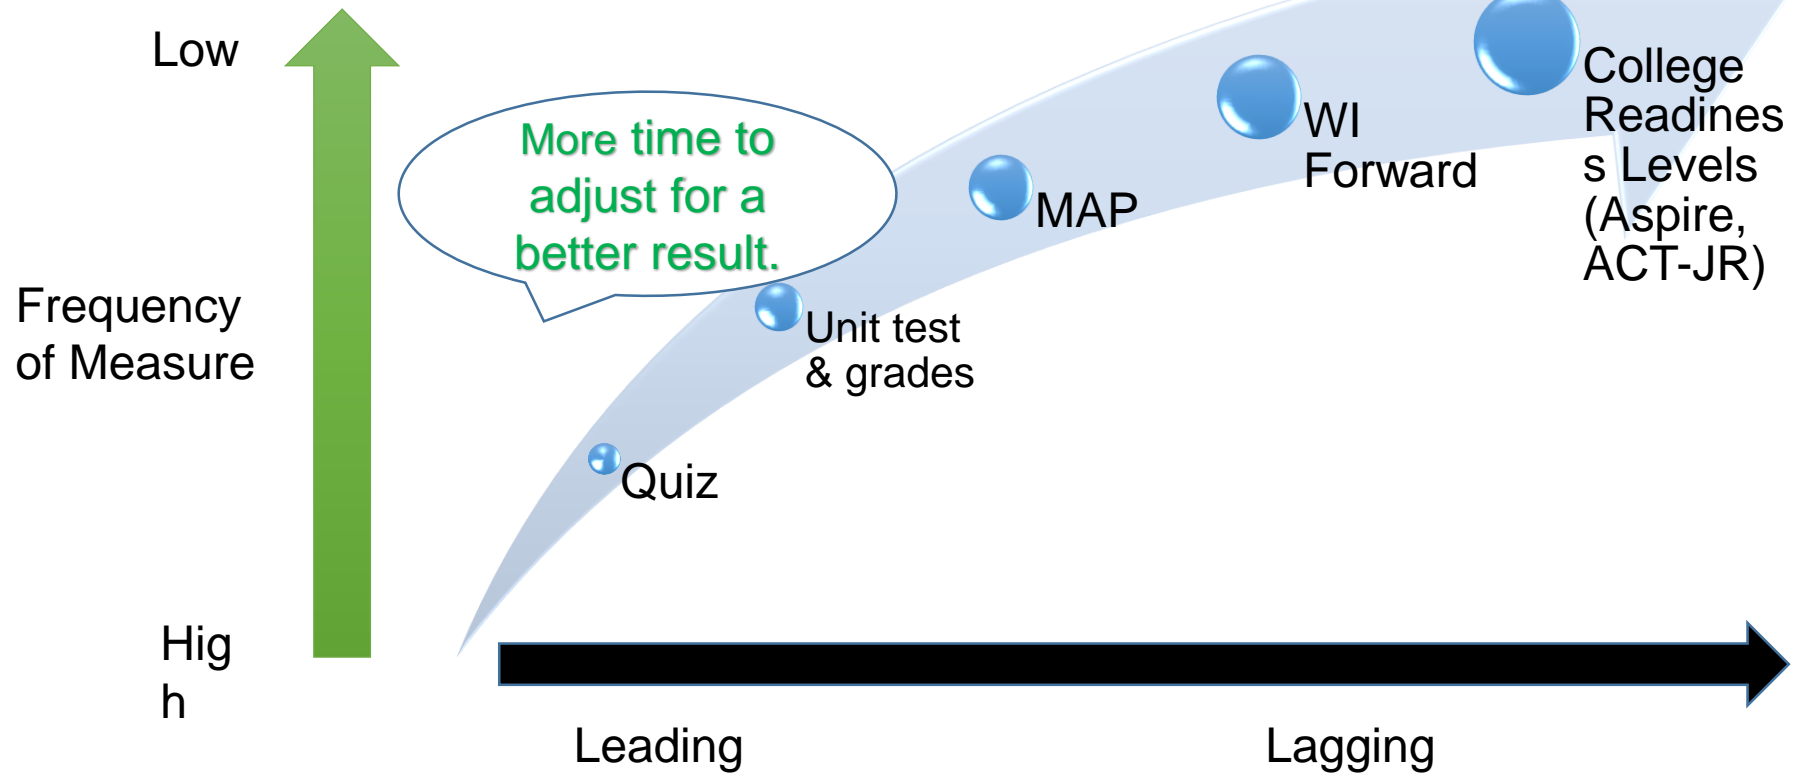 Low
More time to
adjust for a
better result.
College
Readines
s Levels
(Aspire,
ACT-JR)
WI
Forward
MAP
Frequency
of Measure
Unit test
& grades
Quiz
Hig
h
Leading
Lagging